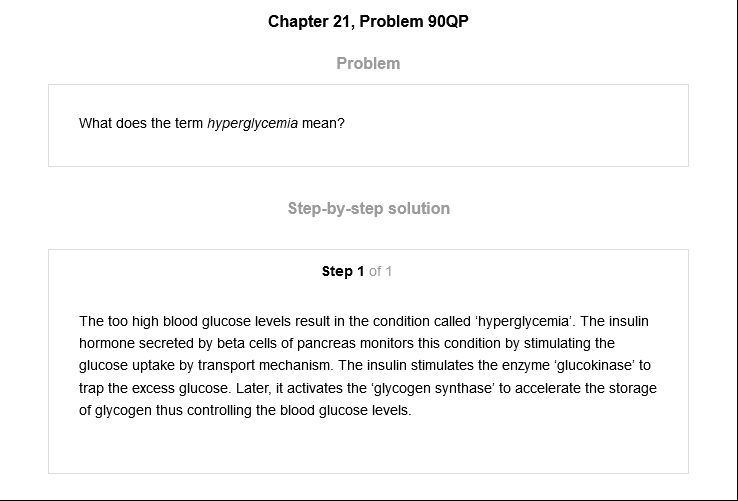 Chapter 21, Problem 90QP
Problem
What does the term hyperglycemia mean?
Step-by-step solution
Step 1 of 1
The too high blood glucose levels result in the condition called ‘hyperglycemia’. The insulin
hormone secreted by beta cells of pancreas monitors this condition by stimulating the
glucose uptake by transport mechanism. The insulin stimulates the enzyme ‘glucokinase’ to
trap the excess glucose. Later, it activates the ‘glycogen synthase’ to accelerate the storage
of glycogen thus controlling the blood glucose levels.